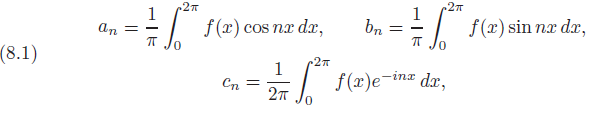 a_n = \frac{1}{\pi} \int_0^{2\pi} f(x) \cos nx \, dx, \quad b_n = \frac{1}{\pi} \int_0^{2\pi} f(x) \sin nx \, dx,
(8.1)
c_n = \frac{1}{2\pi} \int_0^{2\pi} f(x) e^{-inx} \, dx,